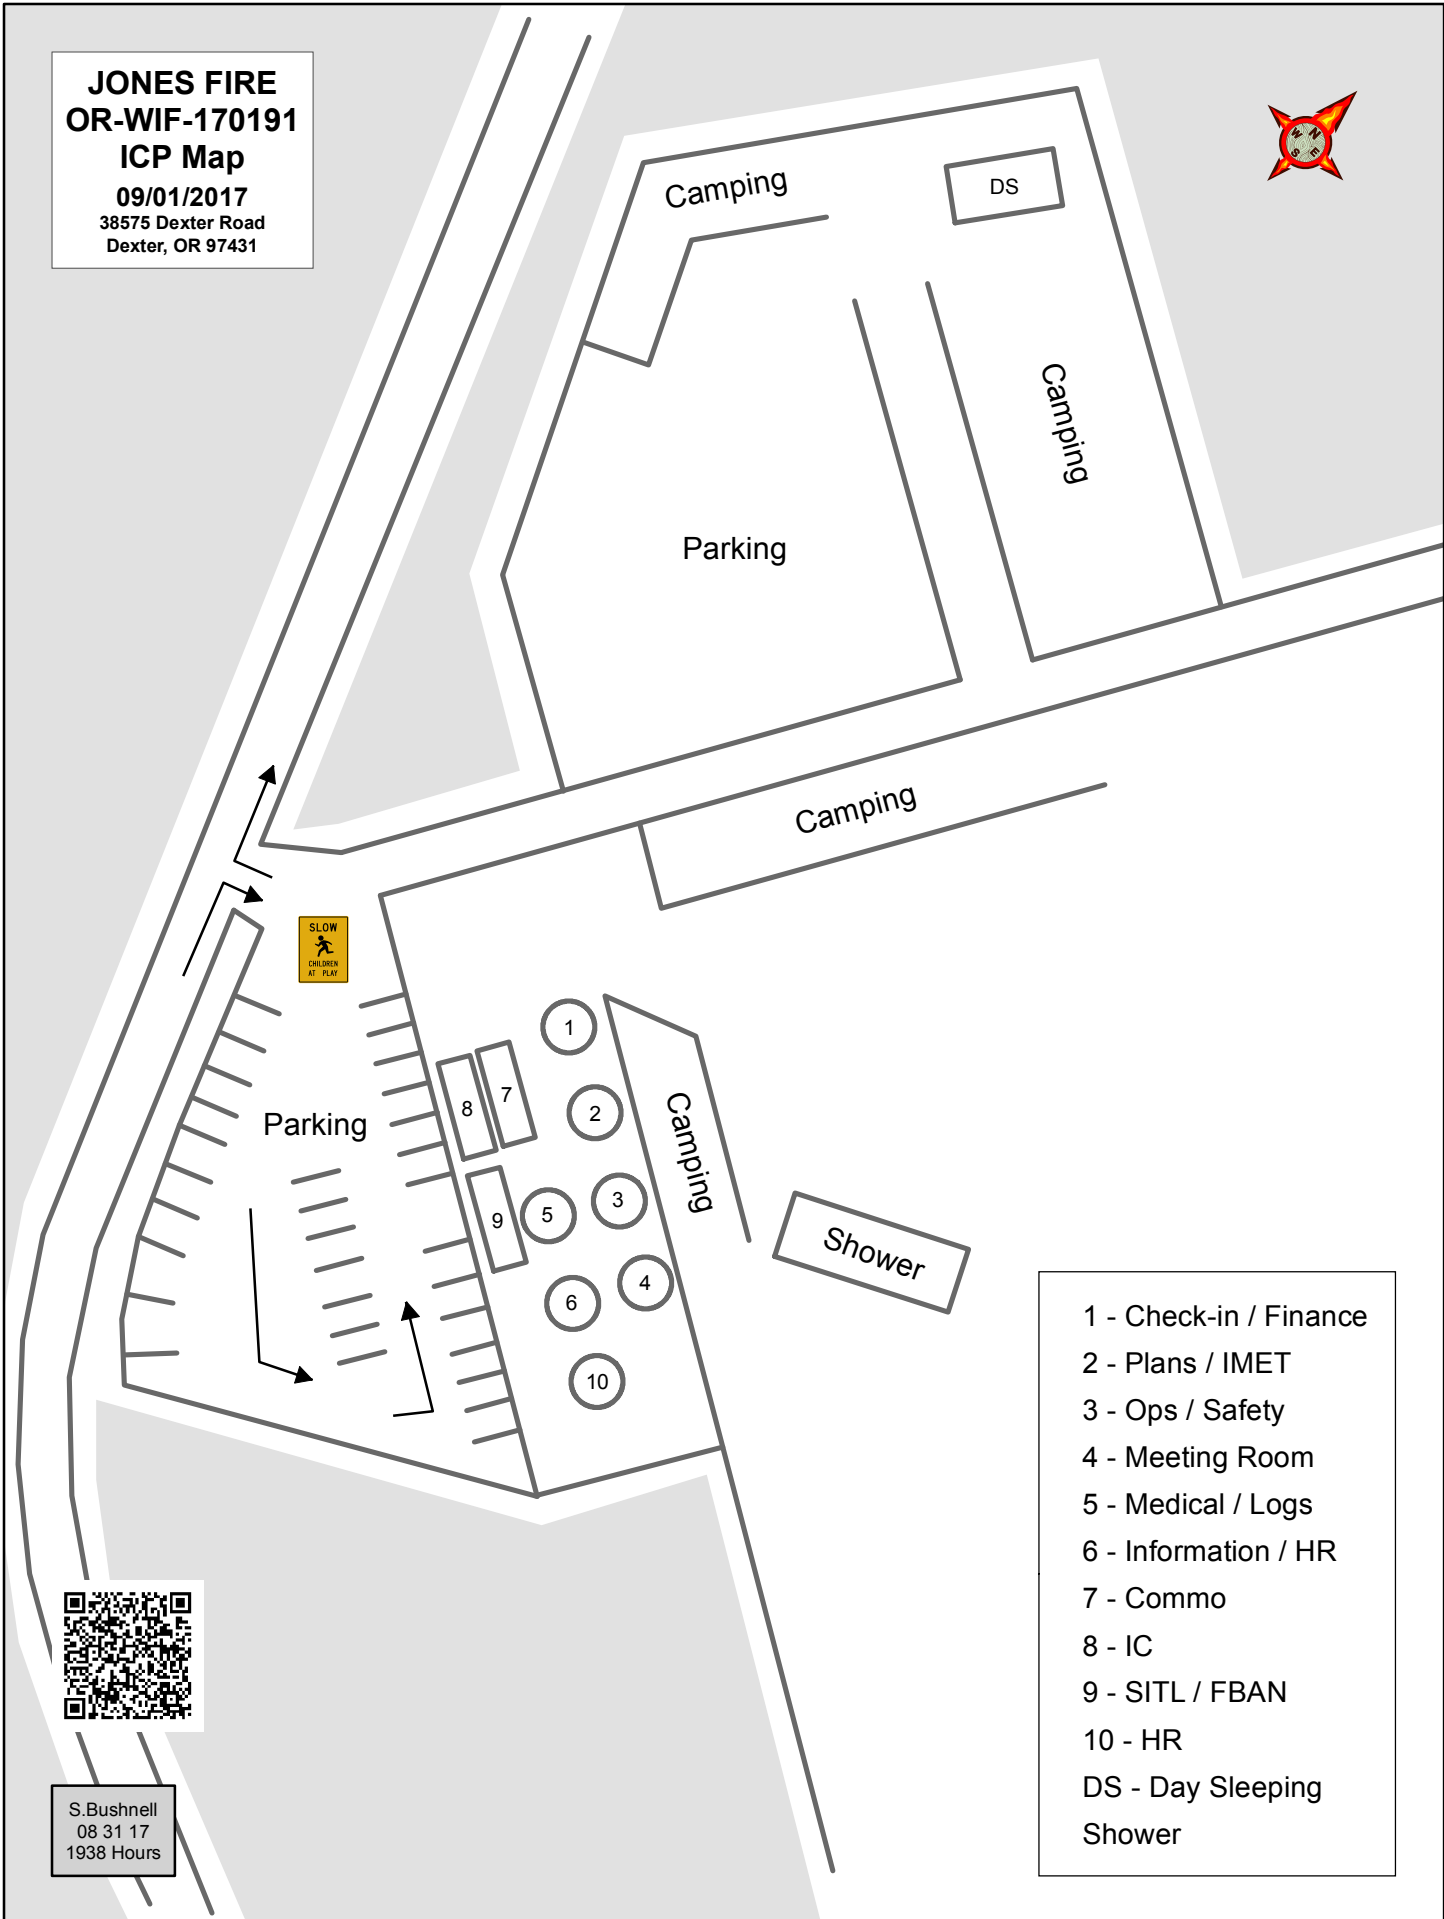 JONES FIRE
OR-WIF-170191
ICP Map
09/01/2017
38575 Dexter Road
Dexter, OR 97431
N
W
E
S
Camping
DS
Camping
Parking
Camping
SLOW
CHILDREN
AT PLAY
1
7
8
2
Parking
Camping
3
5
9
Shower
4
6
10
1 - Check-in / Finance
2 - Plans / IMET
3 - Ops / Safety
4 - Meeting Room
5 - Medical / Logs
6 - Information / HR
7 - Commo
8 - IC
9 - SITL / FBAN
10 - HR
DS - Day Sleeping
Shower
S.Bushnell
08 31 17
1938 Hours